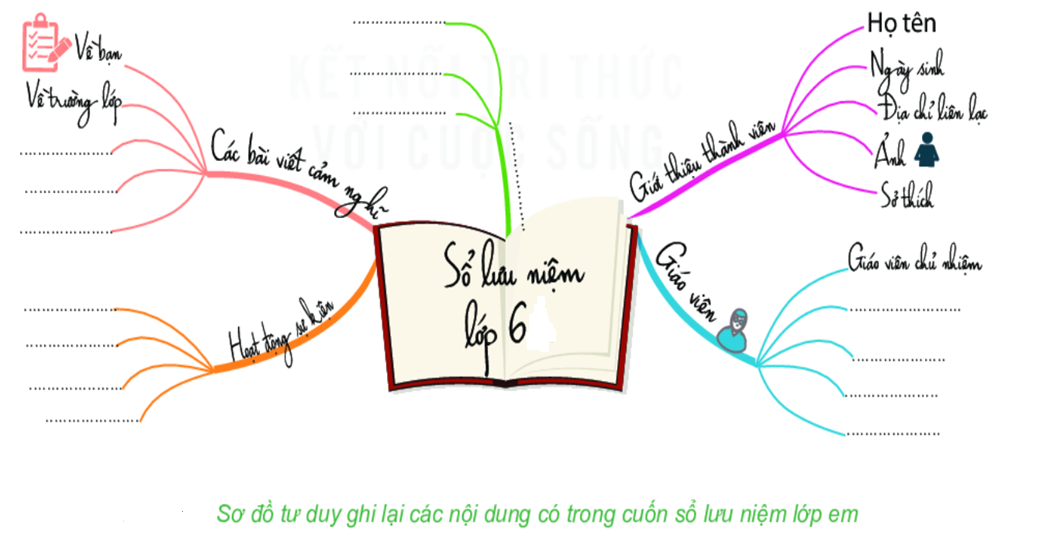 KẾT NỐI TRI THỨC
VỚI CUỘC SỐNG
Về bạn
Về trường lớp
....................
....................
....................
Các bài viết cảm nghĩ
....................
....................
....................
....................
Giới thiệu thành viên
Họ tên
Ngày sinh
Địa chỉ liên lạc
Ảnh
Sở thích
Sổ lưu niệm
lớp 6
Giáo viên
Giáo viên chủ nhiệm
....................
....................
....................
....................
Hoạt động sự kiện
....................
....................
....................
....................
Sơ đồ tư duy ghi lại các nội dung có trong cuốn sổ lưu niệm lớp em